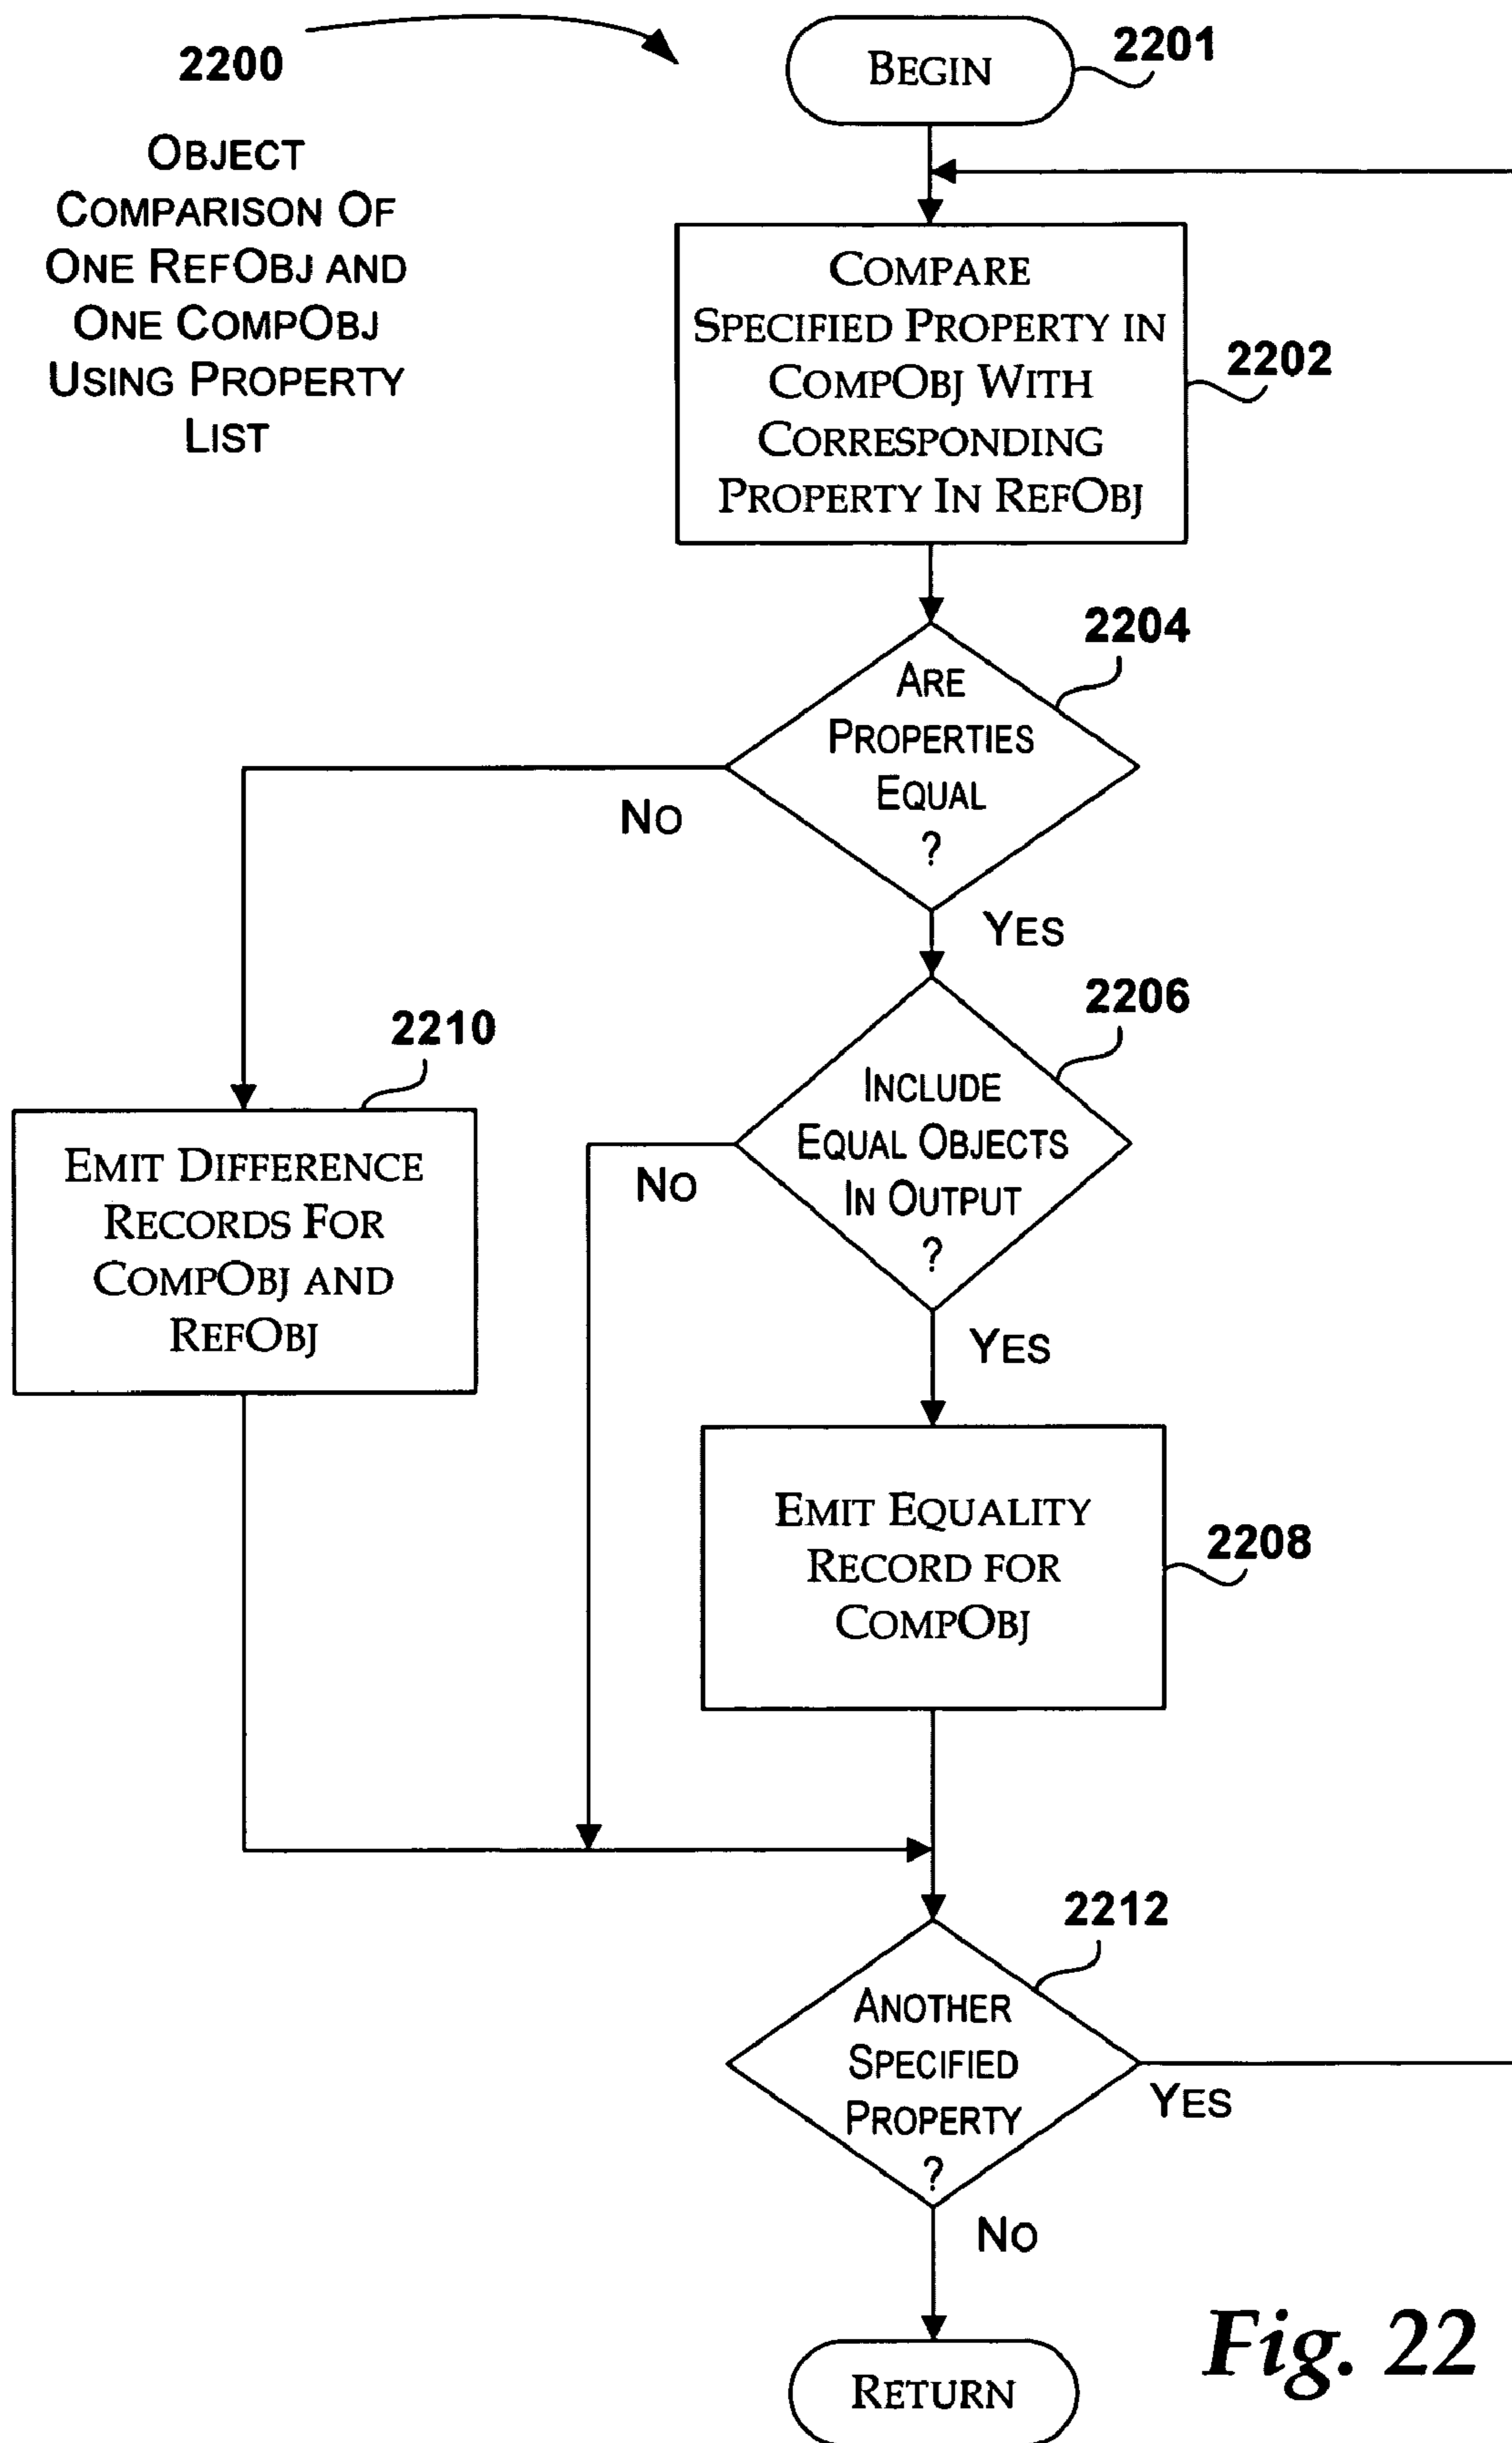 2200
OBJECT
COMPARISON OF
ONE REFOBJ AND
ONE COMPOBJ
USING PROPERTY
LIST
BEGIN
2201
COMPARE
SPECIFIED PROPERTY IN
COMPOBJ WITH
CORRESPONDING
PROPERTY IN REFOBJ
2202
ARE
PROPERTIES
EQUAL
?
2204
NO
YES
2210
EMIT DIFFERENCE
RECORDS FOR
COMPOBJ AND
REFOBJ
INCLUDE
EQUAL OBJECTS
IN OUTPUT
?
2206
NO
YES
EMIT EQUALITY
RECORD FOR
COMPOBJ
2208
ANOTHER
SPECIFIED
PROPERTY
?
2212
YES
NO
RETURN
Fig. 22